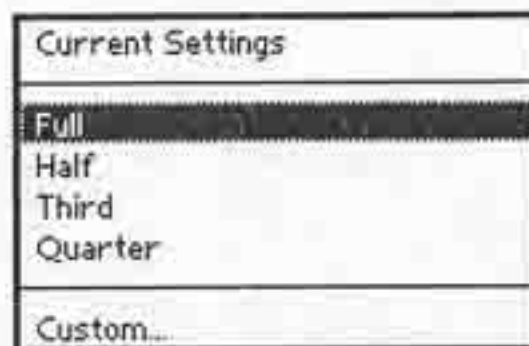 Current Settings
Full
Half
Third
Quarter
Custom...